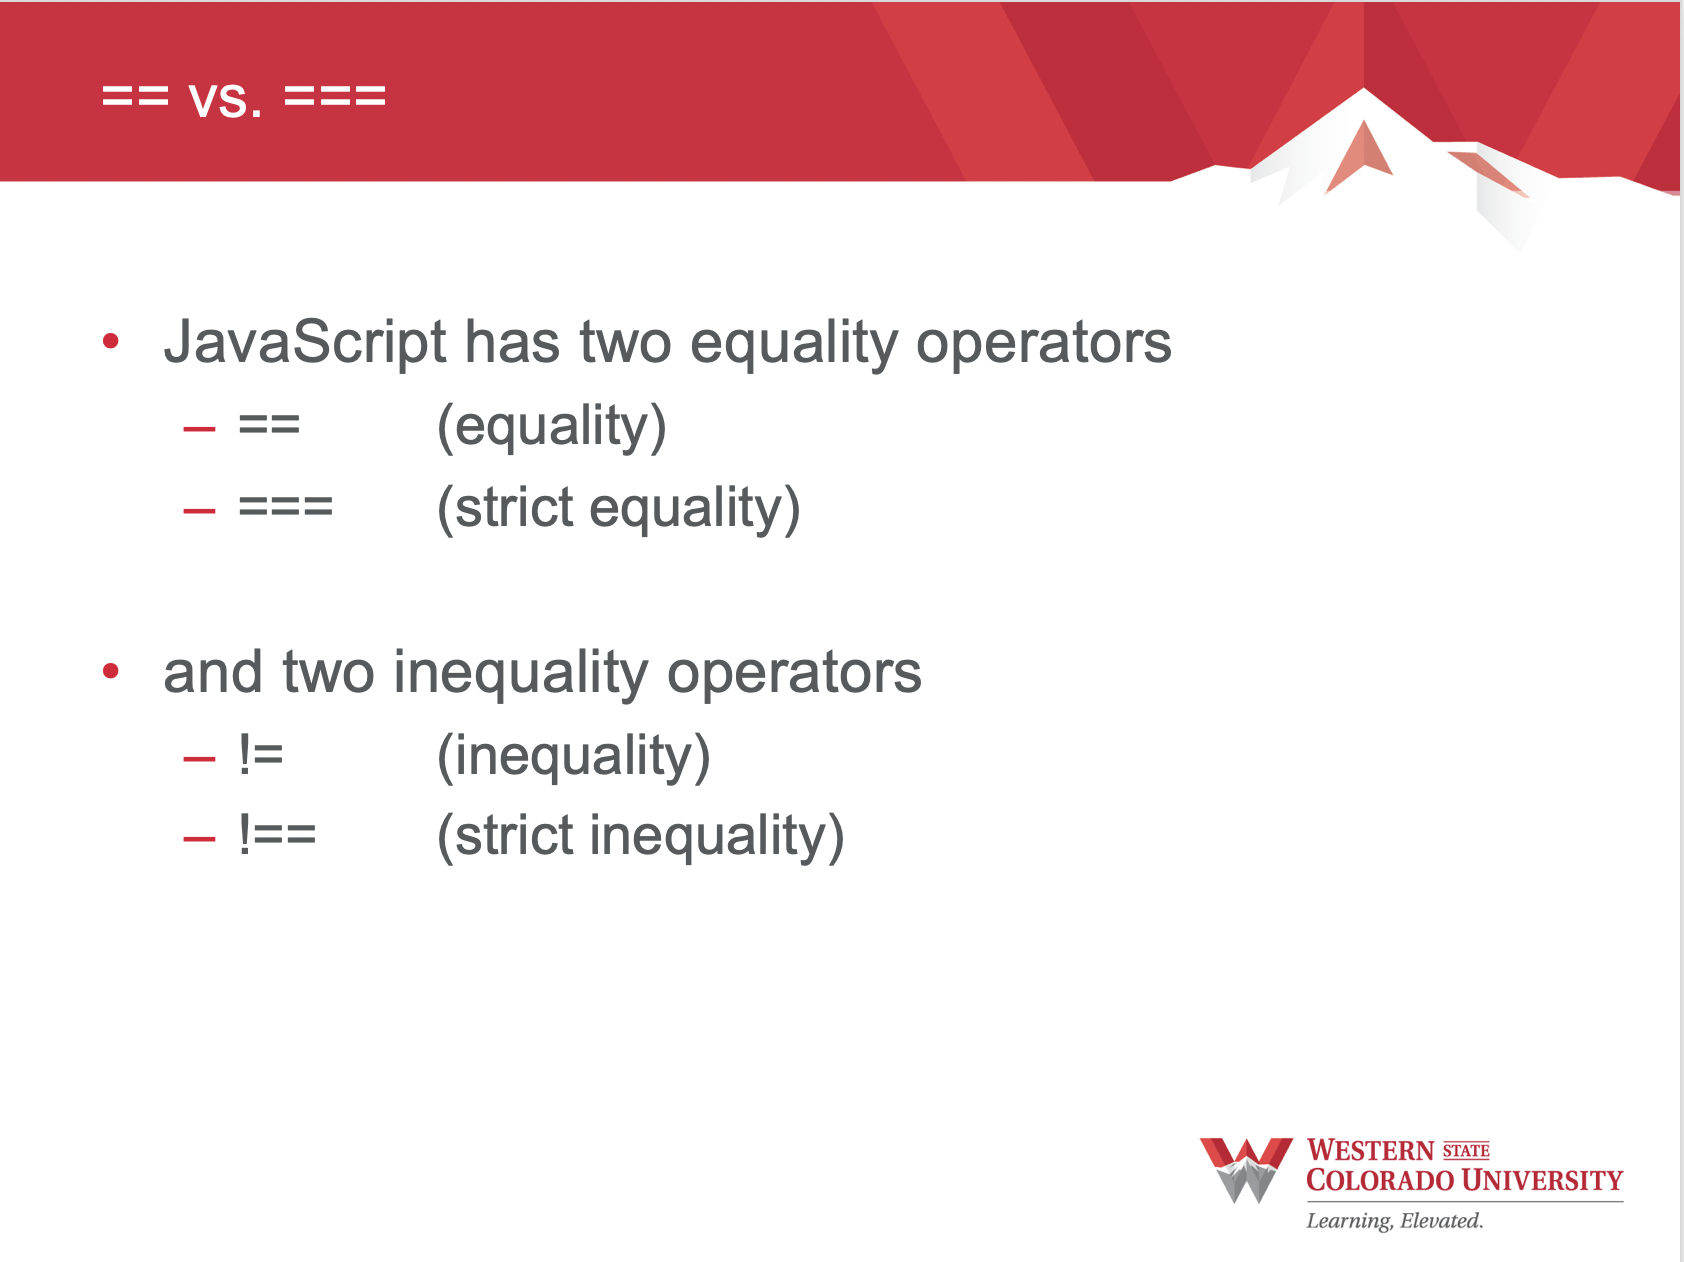 == vs. ===
• JavaScript has two equality operators
– == (equality)
– === (strict equality)
• and two inequality operators
– != (inequality)
– !== (strict inequality)
WESTERN STATE
COLORADO UNIVERSITY
Learning, Elevated.